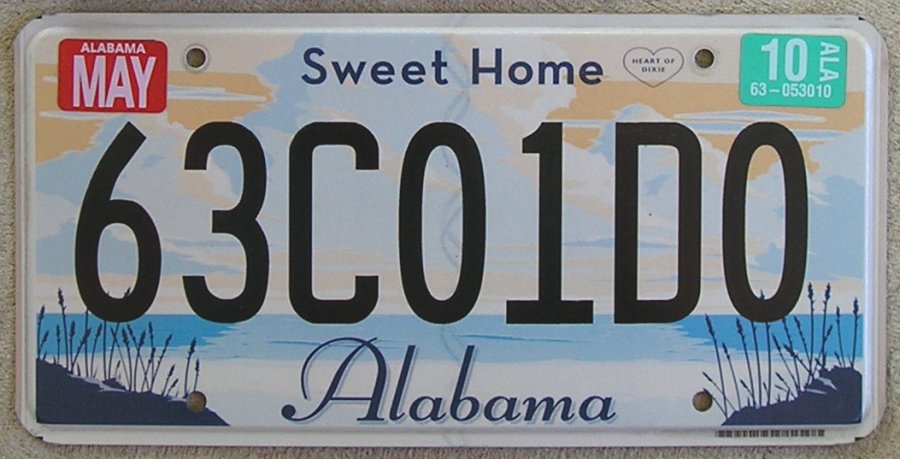 ALABAMA
MAY
Sweet Home
HEART OF
DIXIE
10
ALA
63-053010
63C01D0
Alabama